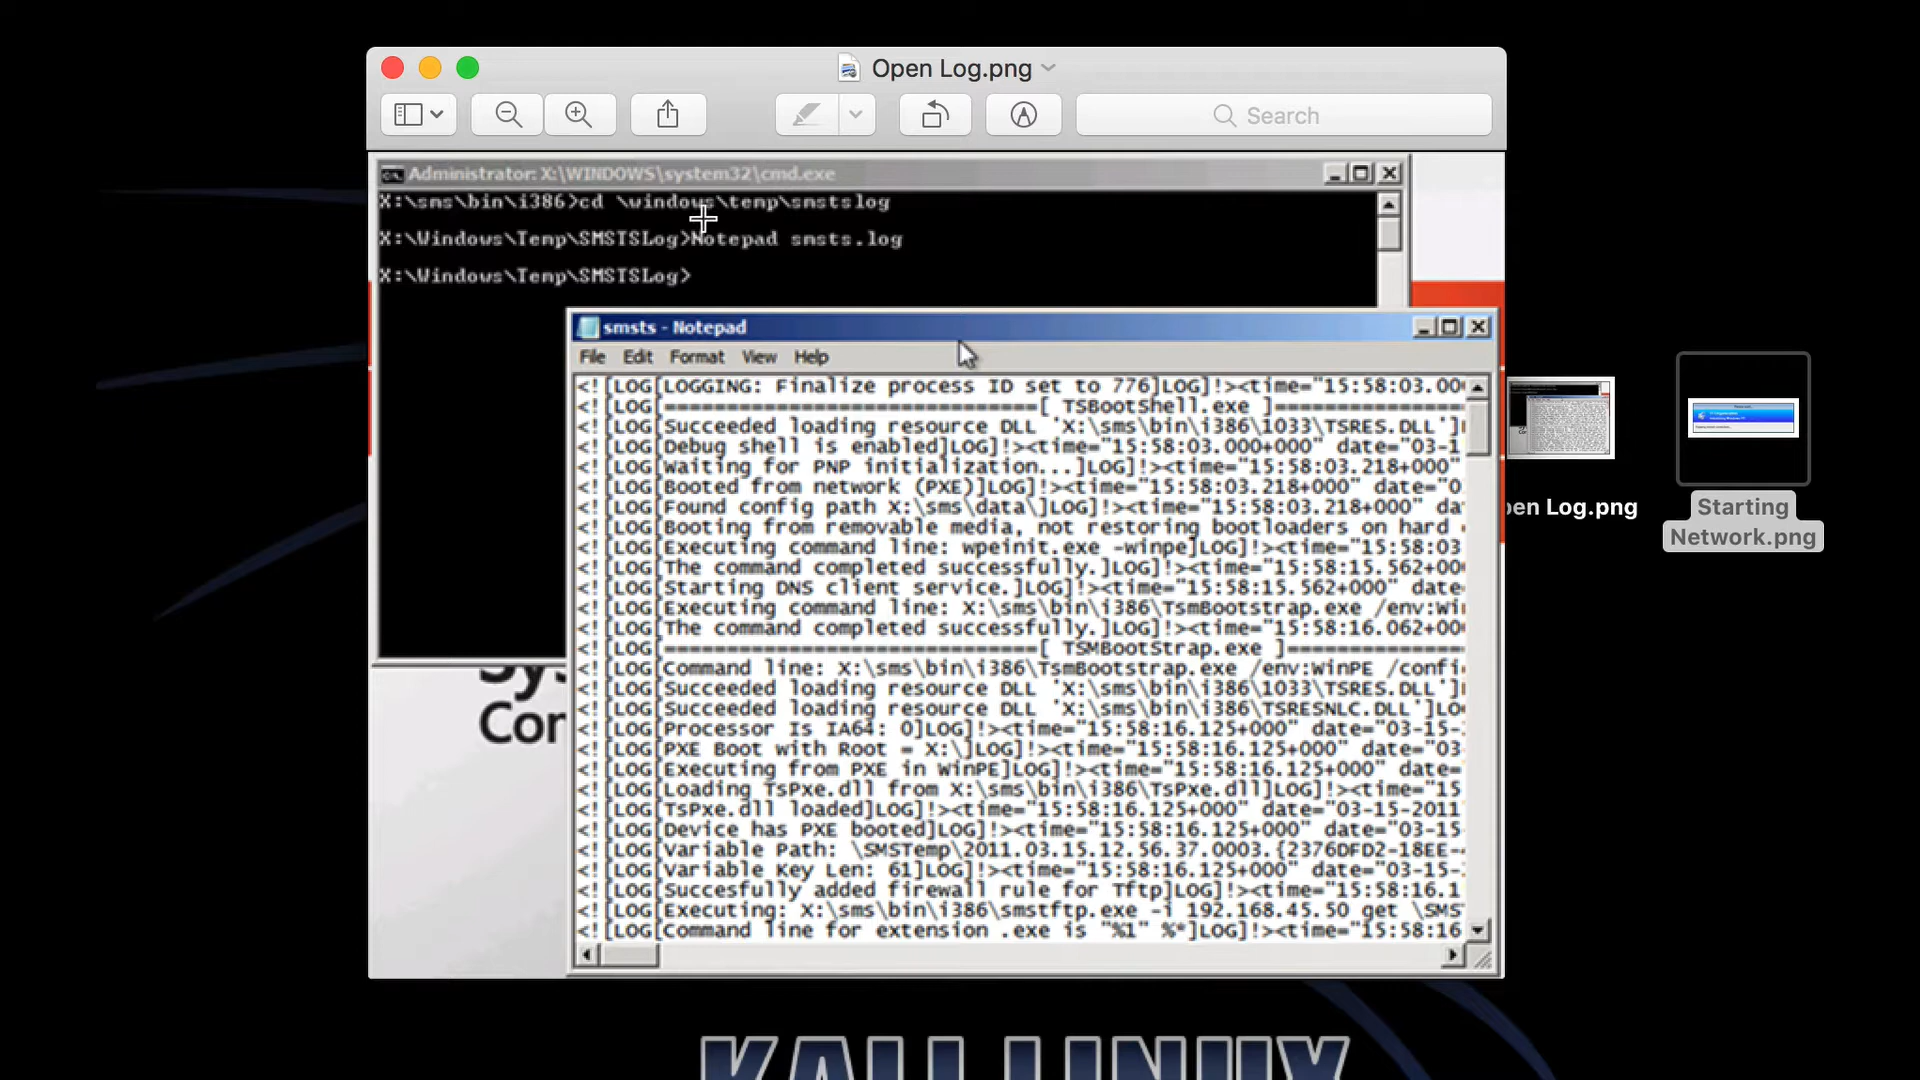 Open Log.png
Search
Administrator: X:\WINDOWS\system32\cmd.exe
X:\sms\bin\i386>cd \windows\temp\smstslog
X:\Windows\Temp\SMSTSLog>Notepad smsts.log
X:\Windows\Temp\SMSTSLog>
smsts - Notepad
File Edit Format View Help
<![LOG[LOGGING: Finalize process ID set to 776]LOG]!><time="15:58:03.00
<![LOG[==============================[ TSBootShell.exe ]================
<![LOG[Succeeded loading resource DLL 'X:\sms\bin\i386\1033\TSRES.DLL']
<![LOG[Debug shell is enabled]LOG]!><time="15:58:03.000+000" date="03-1
<![LOG[Waiting for PNP initialization...]LOG]!><time="15:58:03.218+000"
<![LOG[Booted from network (PXE)]LOG]!><time="15:58:03.218+000" date="0
<![LOG[Found config path X:\sms\data\]LOG]!><time="15:58:03.218+000" da
<![LOG[Booting from removable media, not restoring bootloaders on hard
<![LOG[Executing command line: wpeinit.exe -winpe]LOG]!><time="15:58:03
<![LOG[The command completed successfully.]LOG]!><time="15:58:15.562+00
<![LOG[Starting DNS client service.]LOG]!><time="15:58:15.562+000" date=
<![LOG[Executing command line: X:\sms\bin\i386\TsmBootstrap.exe /env:Wi
<![LOG[The command completed successfully.]LOG]!><time="15:58:16.062+00
<![LOG[==============================[ TSMBootStrap.exe ]===============
<![LOG[Command line: X:\sms\bin\i386\TsmBootstrap.exe /env:WinPE /confi
<![LOG[Succeeded loading resource DLL 'X:\sms\bin\i386\1033\TSRES.DLL']
<![LOG[Succeeded loading resource DLL 'X:\sms\bin\i386\TSRESNLC.DLL']LO
<![LOG[Processor Is IA64: 0]LOG]!><time="15:58:16.125+000" date="03-15-
<![LOG[PXE Boot with Root = X:\]LOG]!><time="15:58:16.125+000" date="03-
<![LOG[Executing from PXE in WinPE]LOG]!><time="15:58:16.125+000" date=
<![LOG[Loading TsPxe.dll from X:\sms\bin\i386\TsPxe.dll]LOG]!><time="15
<![LOG[TsPxe.dll loaded]LOG]!><time="15:58:16.125+000" date="03-15-2011
<![LOG[Device has PXE booted]LOG]!><time="15:58:16.125+000" date="03-15-
<![LOG[Variable Path: \SMSTemp\2011.03.15.12.56.37.0003.{2376DFD2-18EE-
<![LOG[Variable Key Len: 61]LOG]!><time="15:58:16.125+000" date="03-15-
<![LOG[Succesfully added firewall rule for Tftp]LOG]!><time="15:58:16.1
<![LOG[Executing: X:\sms\bin\i386\smstftp.exe -i 192.168.45.50 get \SMS
<![LOG[Command line for extension .exe is "%1" %*]LOG]!><time="15:58:16
Sy
Con
pen Log.png
Starting
Network.png
KALI LINUX